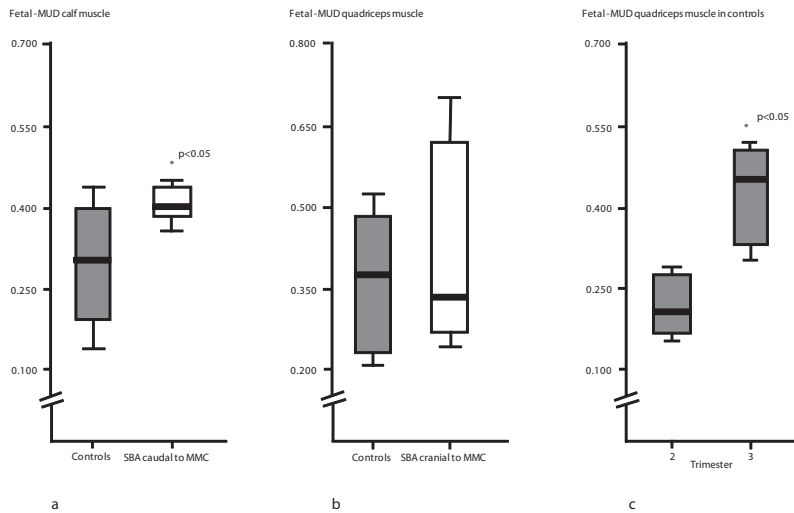 Fetal-MUD calf muscle
0.700
0.550
0.400
0.250
0.100
* p<0.05
Controls SBA caudal to MMC
a
Fetal-MUD quadriceps muscle
0.800
0.650
0.500
0.350
0.200
Controls SBA cranial to MMC
b
Fetal-MUD quadriceps muscle in controls
0.700
0.550
0.400
0.250
0.100
* p<0.05
2 3
Trimester
c